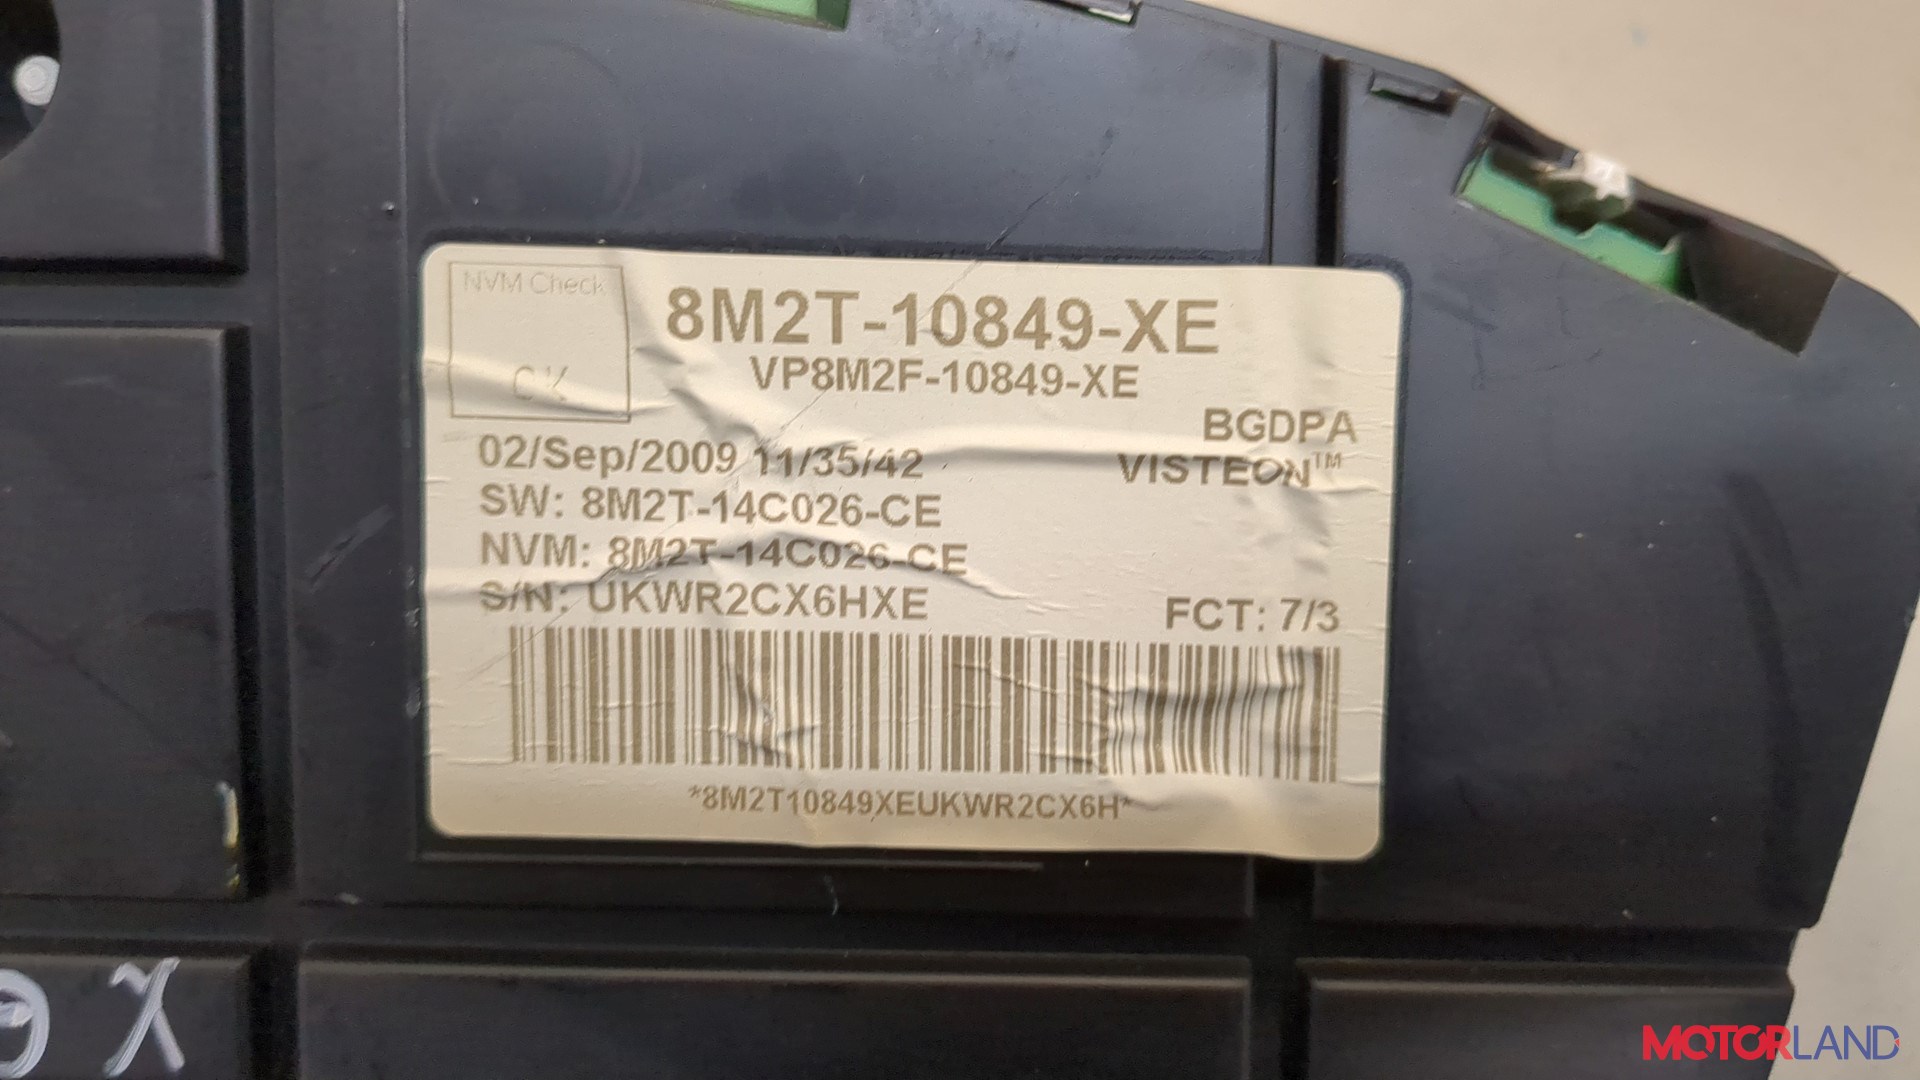 NVM Check
OK
8M2T-10849-XE
VP8M2F-10849-XE
BGDPA
02/Sep/2009 11/35/42
VISTEON™
SW: 8M2T-14C026-CE
NVM: 8M2T-14C026-CE
S/N: UKWR2CX6HXE
FCT: 7/3
*8M2T10849XEUKWR2CX6H*
MOTORLAND